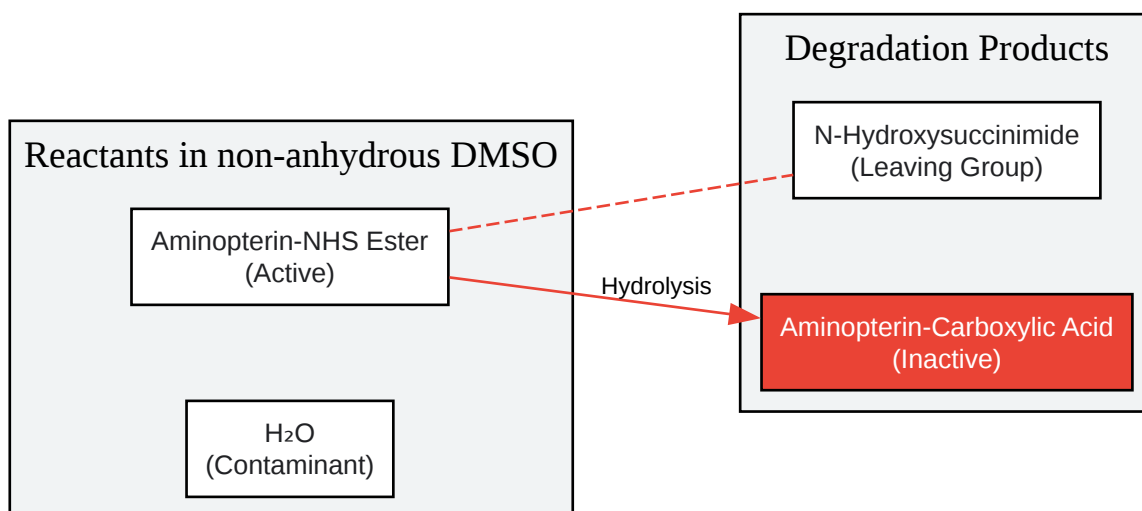 Reactants in non-anhydrous DMSO
Aminopterin-NHS Ester
(Active)
H₂O
(Contaminant)
Hydrolysis
Degradation Products
N-Hydroxysuccinimide
(Leaving Group)
Aminopterin-Carboxylic Acid
(Inactive)